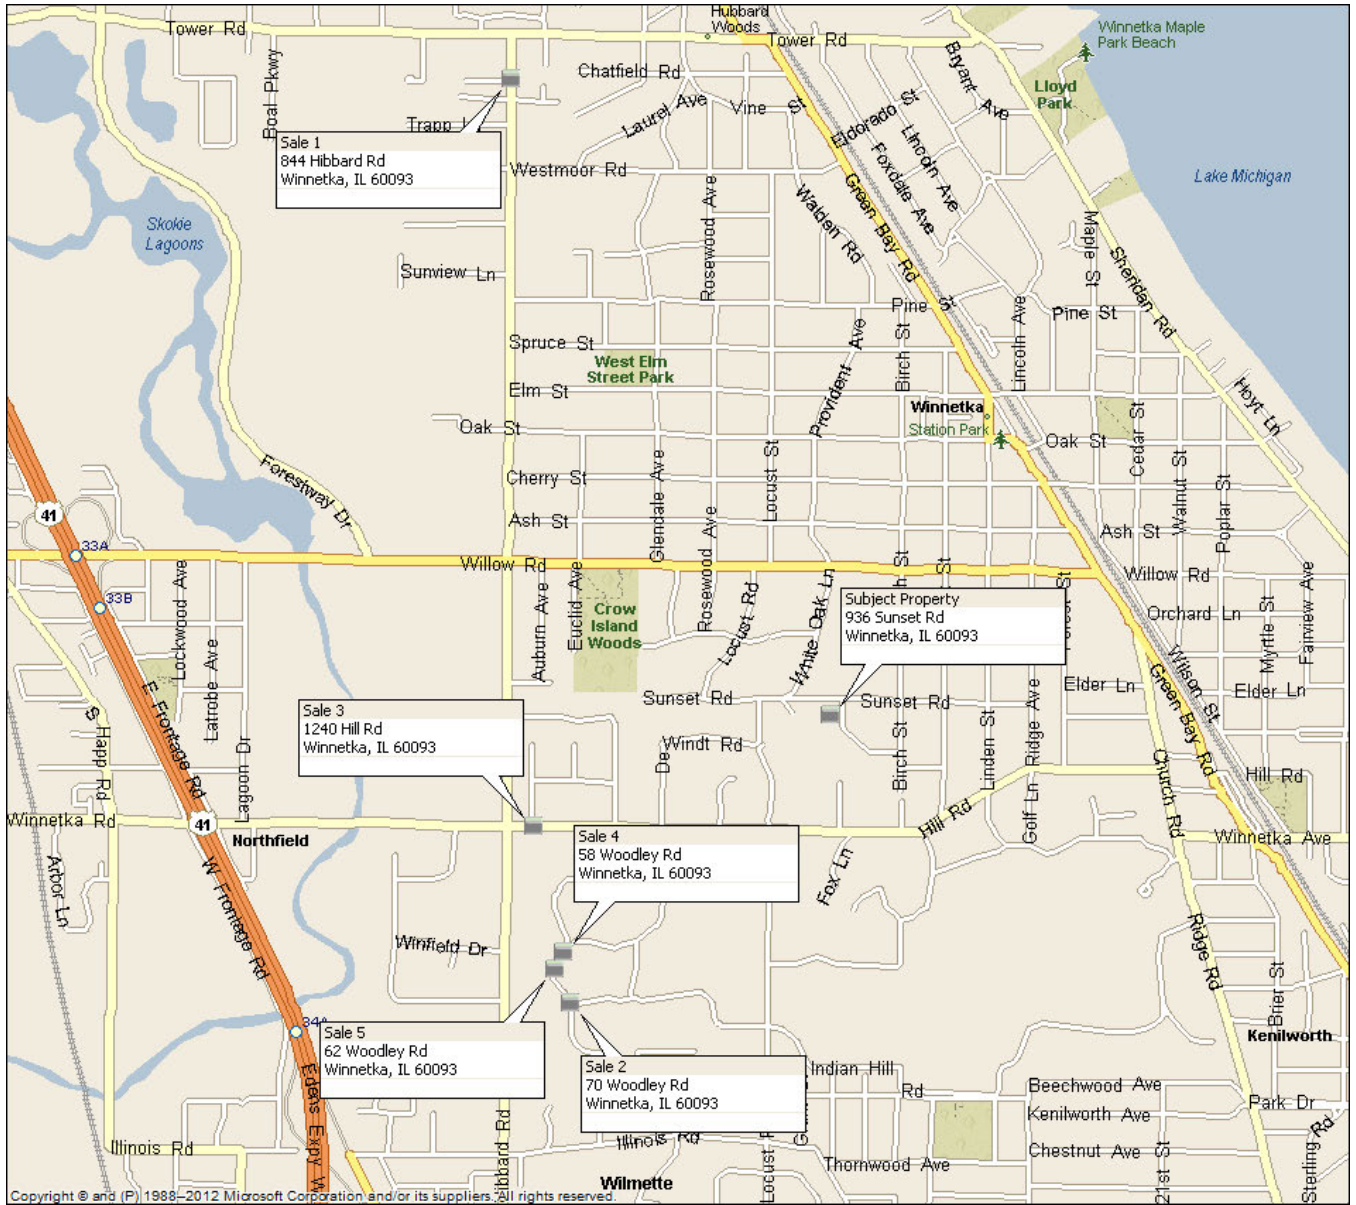 Hubbard
Woods
Tower Rd
Tower Rd
Winnetka Maple
Park Beach
Boal Pkwy
Chatfield Rd
Bryant Ave
Lloyd
Park
Laurel Ave
Vine St
Eldorado St
Lincoln Ave
Foxdale Ave
Trapp L
Sale 1
844 Hibbard Rd
Winnetka, IL 60093
Westmoor Rd
Lake Michigan
Green Bay Rd
Walden Rd
Rosewood Ave
Maple St
Sheridan Rd
Skokie
Lagoons
Sunview Ln
Pine St
Pine St
Lincoln Ave
Birch St
Provident Ave
Spruce St
West Elm
Street Park
Elm St
Hoyt Ln
Winnetka
Station Park
Oak St
Oak St
Cedar St
Forestway Dr
Cherry St
Glendale Ave
Locust St
Walnut St
Poplar St
41
Ash St
Ash St
Rosewood Ave
33A
Willow Rd
Willow Rd
33B
Lockwood Ave
Latrobe Ave
Auburn Ave
Euclid Ave
Crow
Island
Woods
Locust Rd
White Oak Ln
h St
St
St
Subject Property
936 Sunset Rd
Winnetka, IL 60093
Orchard Ln
Myrtle St
Fairview Ave
Wilson St
Elder Ln
Elder Ln
Sunset Rd
Sunset Rd
Green Bay Rd
E Frontage Rd
S Happ Rd
Lagoon Dr
Sale 3
1240 Hill Rd
Winnetka, IL 60093
De Windt Rd
Birch St
Linden St
Golf Ln
Ridge Ave
Church Rd
Hill Rd
Hill Rd
Winnetka Rd
41
Northfield
Winnetka Ave
Sale 4
58 Woodley Rd
Winnetka, IL 60093
Fox Ln
Arbor Ln
W Frontage Rd
Winfield Dr
Ridge Rd
Brier St
34A
Sale 5
62 Woodley Rd
Winnetka, IL 60093
Kenilworth
Sale 2
70 Woodley Rd
Winnetka, IL 60093
Indian Hill
Rd
Edens Expy W
Beechwood Ave
Kenilworth Ave
Park Dr
Illinois Rd
ibbard Rd
Illinois Rd
Chestnut Ave
Thornwood Ave
Locust
21st St
Sterling Rd
Wilmette
Copyright © and (P) 1988–2012 Microsoft Corporation and/or its suppliers. All rights reserved.